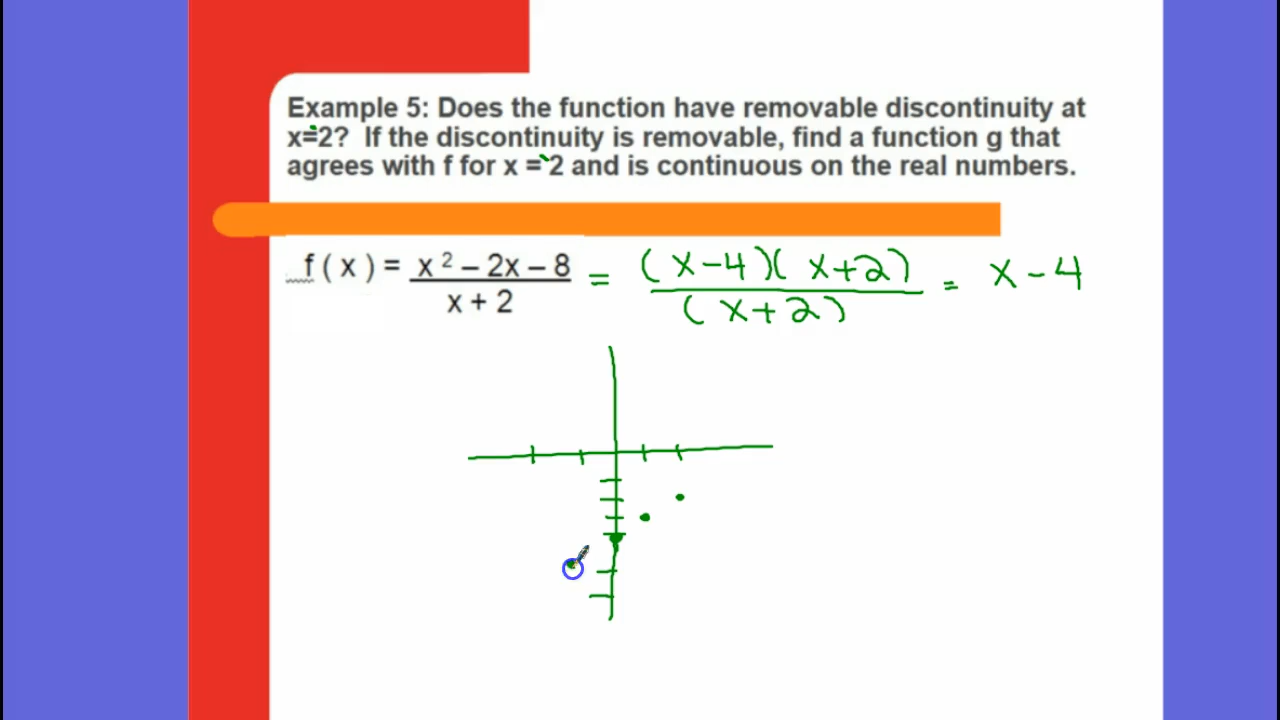 Example 5: Does the function have removable discontinuity at
x=-2? If the discontinuity is removable, find a function g that
agrees with f for x = -2 and is continuous on the real numbers.
f ( x ) = (x² – 2x – 8)/(x + 2) = ((x-4)(x+2))/((x+2)) = x-4